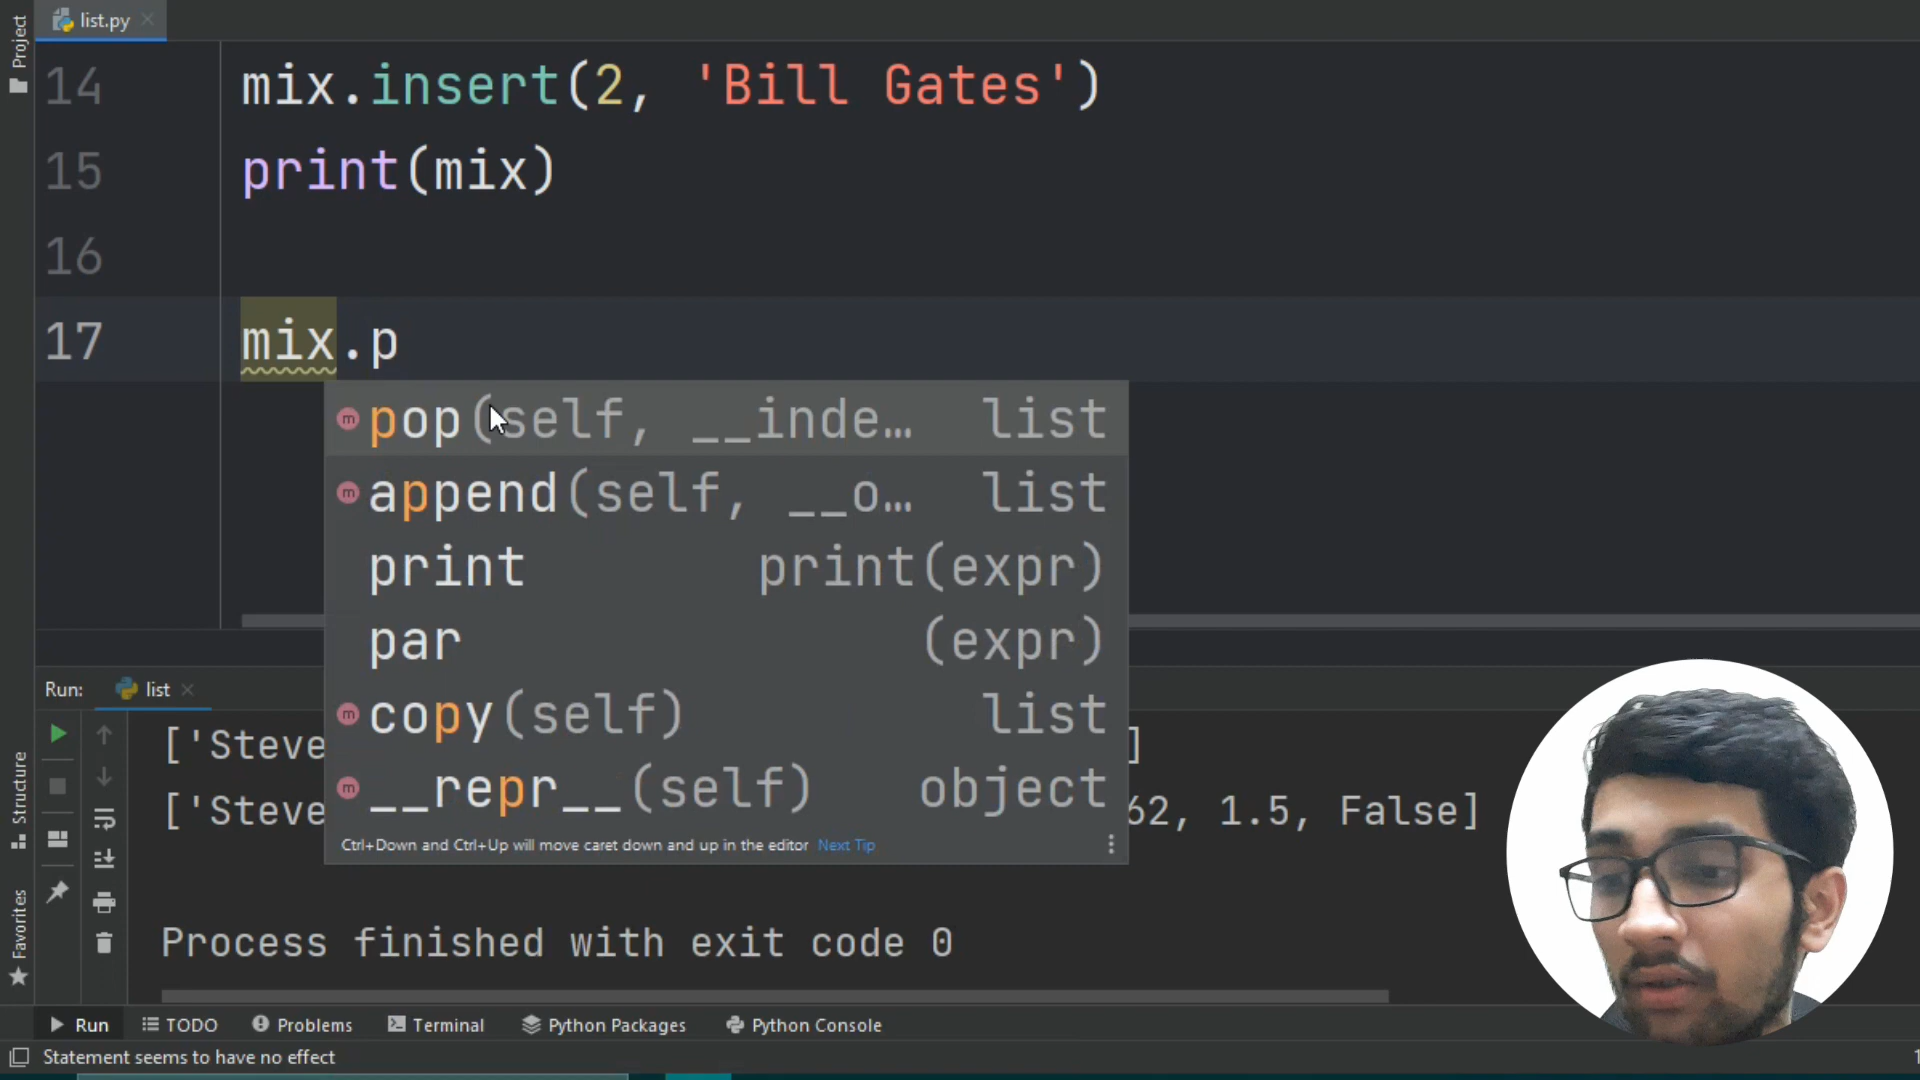 Project
list.py
14 mix.insert(2, 'Bill Gates')
15 print(mix)
16
17 mix.p
pop(self, __inde… list
append(self, __o… list
print print(expr)
par (expr)
copy(self) list
__repr__(self) object
Ctrl+Down and Ctrl+Up will move caret down and up in the editor Next Tip
Run: list
['Steve ]
['Steve 62, 1.5, False]
Process finished with exit code 0
Structure
Favorites
Run TODO Problems Terminal Python Packages Python Console
Statement seems to have no effect